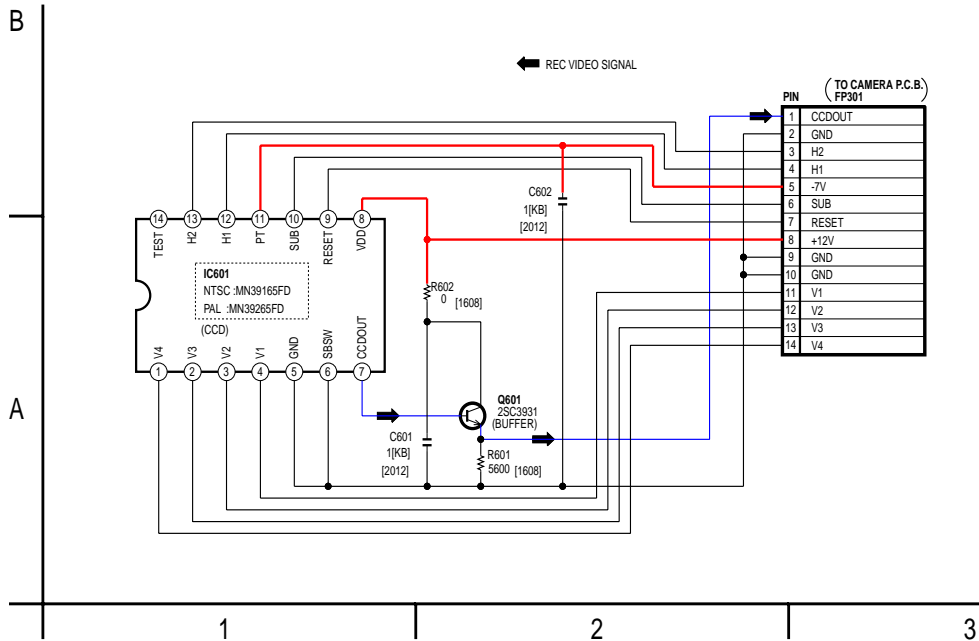 B
REC VIDEO SIGNAL
(TO CAMERA P.C.B.)
PIN FP301
1 CCDOUT
2 GND
3 H2
4 H1
5 -7V
6 SUB
7 RESET
8 +12V
9 GND
10 GND
11 V1
12 V2
13 V3
14 V4
C602
1[KB]
[2012]
14 13 12 11 10 9 8
TEST H2 H1 PT SUB RESET VDD
IC601
NTSC :MN39165FD
PAL :MN39265FD
(CCD)
V4 V3 V2 V1 GND SBSW CCDOUT
1 2 3 4 5 6 7
R602
0 [1608]
A
Q601
2SC3931
(BUFFER)
C601
1[KB]
[2012]
R601
5600 [1608]
1 2 3